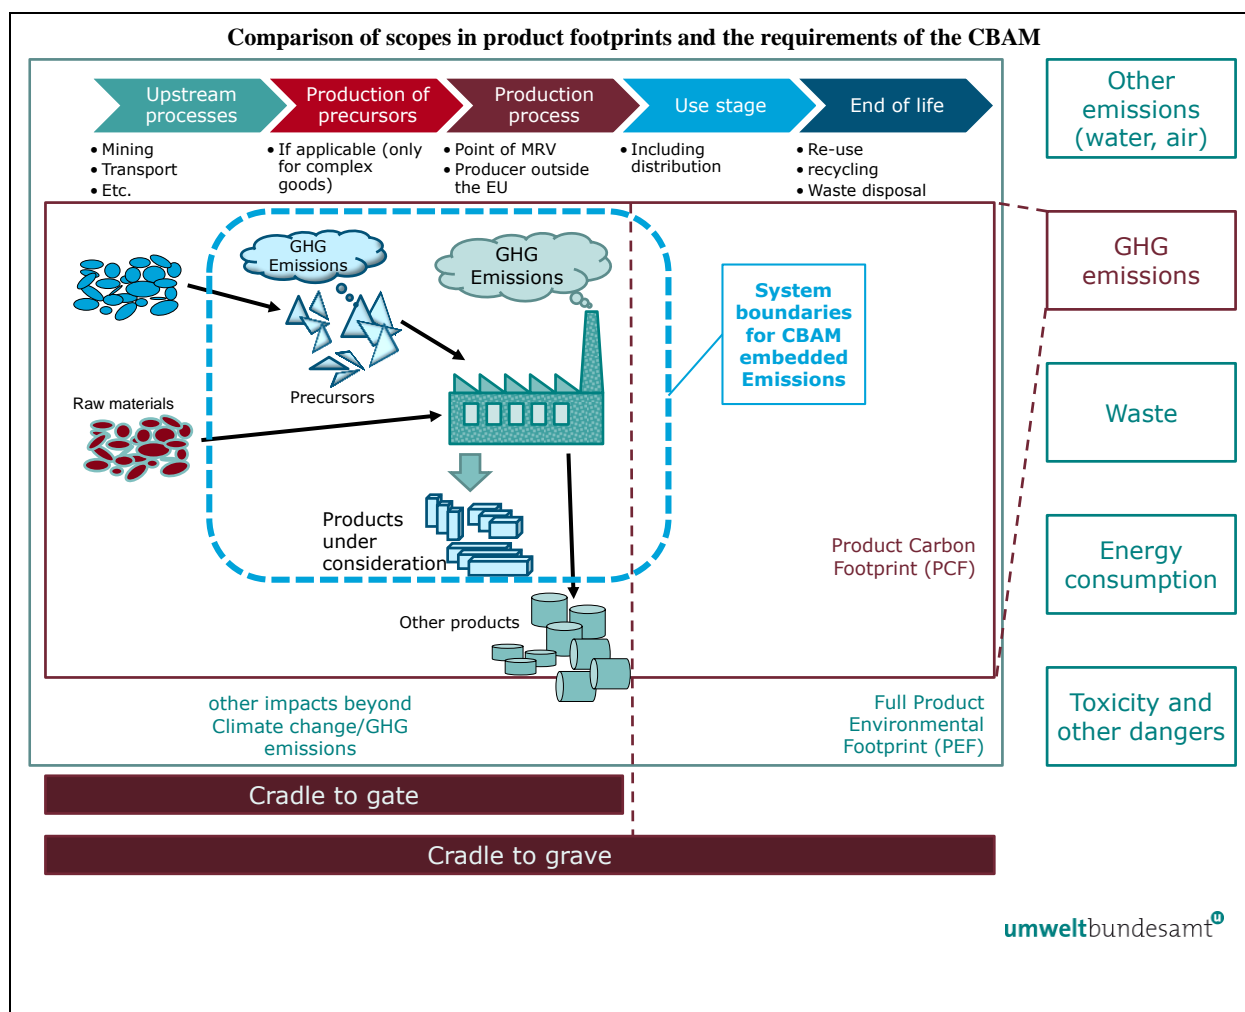 Comparison of scopes in product footprints and the requirements of the CBAM
Upstream
processes
Production of
precursors
Production
process
Use stage
End of life
• Mining
• Transport
• Etc.
• If applicable (only
for complex
goods)
• Point of MRV
• Producer outside
the EU
• Including
distribution
• Re-use
• recycling
• Waste disposal
Other
emissions
(water, air)
GHG
emissions
Waste
Energy
consumption
Toxicity and
other dangers
GHG
Emissions
GHG
Emissions
System
boundaries
for CBAM
embedded
Emissions
Precursors
Raw materials
Products
under
consideration
Other products
Product Carbon
Footprint (PCF)
other impacts beyond
Climate change/GHG
emissions
Full Product
Environmental
Footprint (PEF)
Cradle to gate
Cradle to grave
umweltbundesamt u